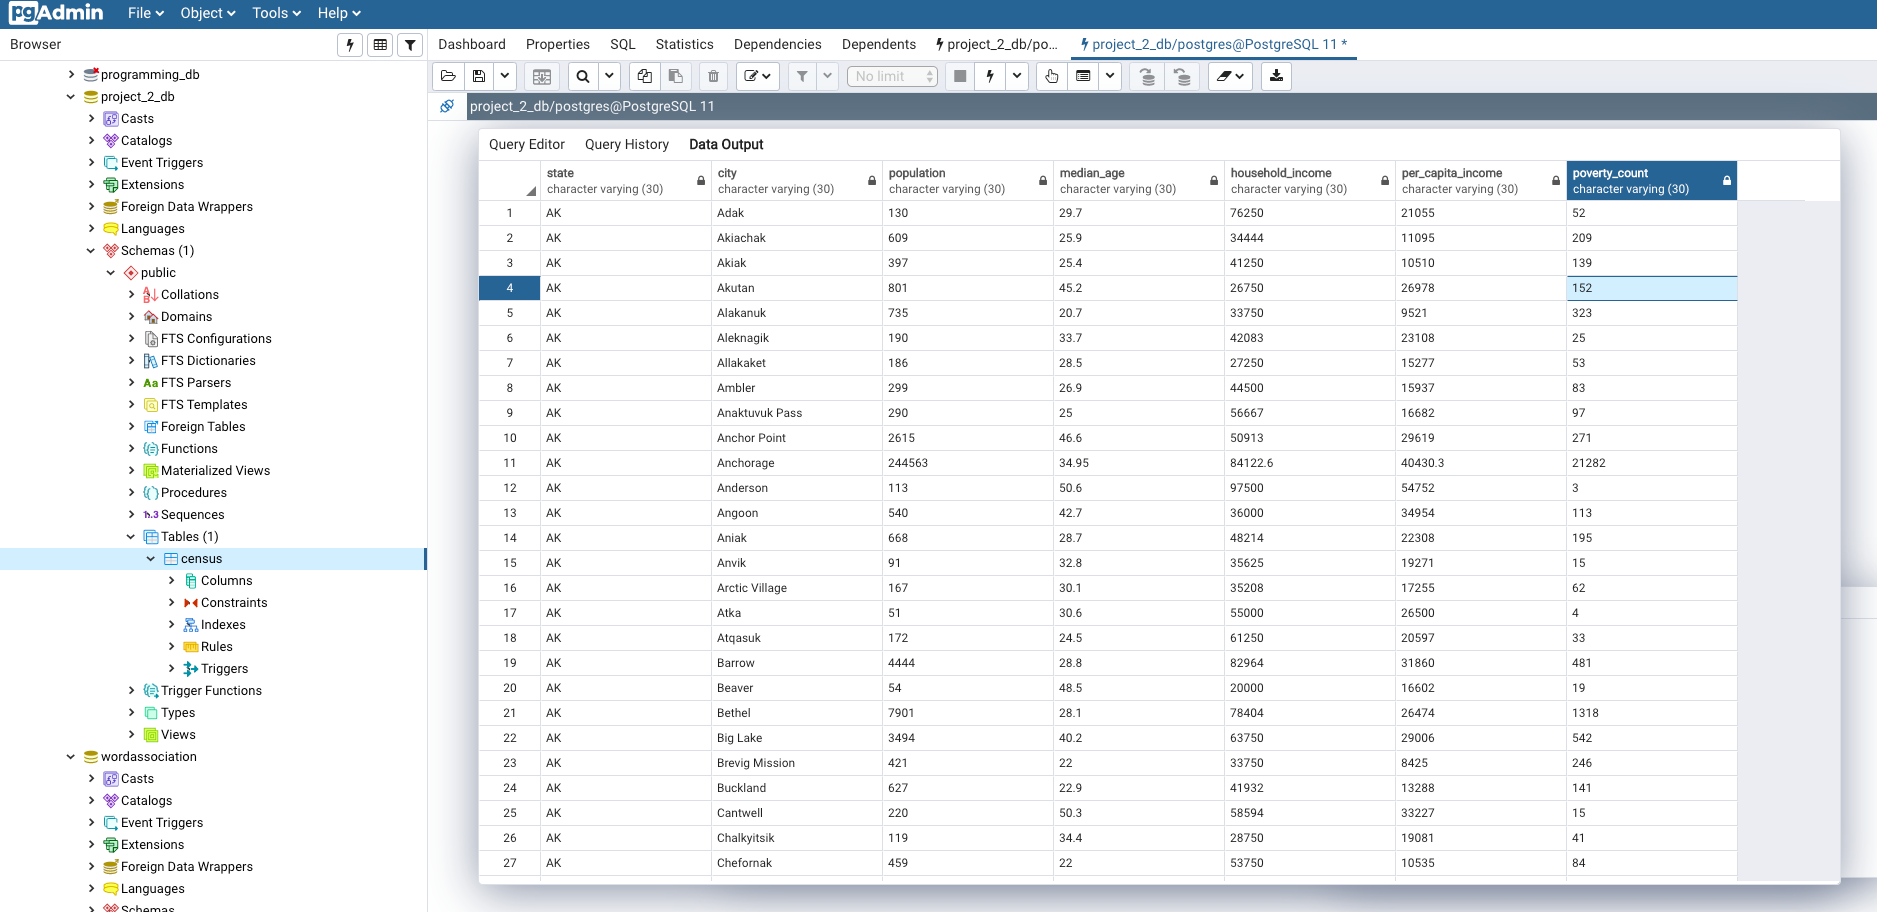 pgAdmin File Object Tools Help
Browser
Dashboard Properties SQL Statistics Dependencies Dependents project_2_db/po... project_2_db/postgres@PostgreSQL 11 *
No limit
project_2_db/postgres@PostgreSQL 11
programming_db
project_2_db
Casts
Catalogs
Event Triggers
Extensions
Foreign Data Wrappers
Languages
Schemas (1)
public
Collations
Domains
FTS Configurations
FTS Dictionaries
Aa FTS Parsers
FTS Templates
Foreign Tables
Functions
Materialized Views
Procedures
1..3 Sequences
Tables (1)
census
Columns
Constraints
Indexes
Rules
Triggers
Trigger Functions
Types
Views
wordassociation
Casts
Catalogs
Event Triggers
Extensions
Foreign Data Wrappers
Languages
Schemas
Query Editor Query History Data Output
state city population median_age household_income per_capita_income poverty_count
character varying (30) character varying (30) character varying (30) character varying (30) character varying (30) character varying (30) character varying (30)
1 AK Adak 130 29.7 76250 21055 52
2 AK Akiachak 609 25.9 34444 11095 209
3 AK Akiak 397 25.4 41250 10510 139
4 AK Akutan 801 45.2 26750 26978 152
5 AK Alakanuk 735 20.7 33750 9521 323
6 AK Aleknagik 190 33.7 42083 23108 25
7 AK Allakaket 186 28.5 27250 15277 53
8 AK Ambler 299 26.9 44500 15937 83
9 AK Anaktuvuk Pass 290 25 56667 16682 97
10 AK Anchor Point 2615 46.6 50913 29619 271
11 AK Anchorage 244563 34.95 84122.6 40430.3 21282
12 AK Anderson 113 50.6 97500 54752 3
13 AK Angoon 540 42.7 36000 34954 113
14 AK Aniak 668 28.7 48214 22308 195
15 AK Anvik 91 32.8 35625 19271 15
16 AK Arctic Village 167 30.1 35208 17255 62
17 AK Atka 51 30.6 55000 26500 4
18 AK Atqasuk 172 24.5 61250 20597 33
19 AK Barrow 4444 28.8 82964 31860 481
20 AK Beaver 54 48.5 20000 16602 19
21 AK Bethel 7901 28.1 78404 26474 1318
22 AK Big Lake 3494 40.2 63750 29006 542
23 AK Brevig Mission 421 22 33750 8425 246
24 AK Buckland 627 22.9 41932 13288 141
25 AK Cantwell 220 50.3 58594 33227 15
26 AK Chalkyitsik 119 34.4 28750 19081 41
27 AK Chefornak 459 22 53750 10535 84